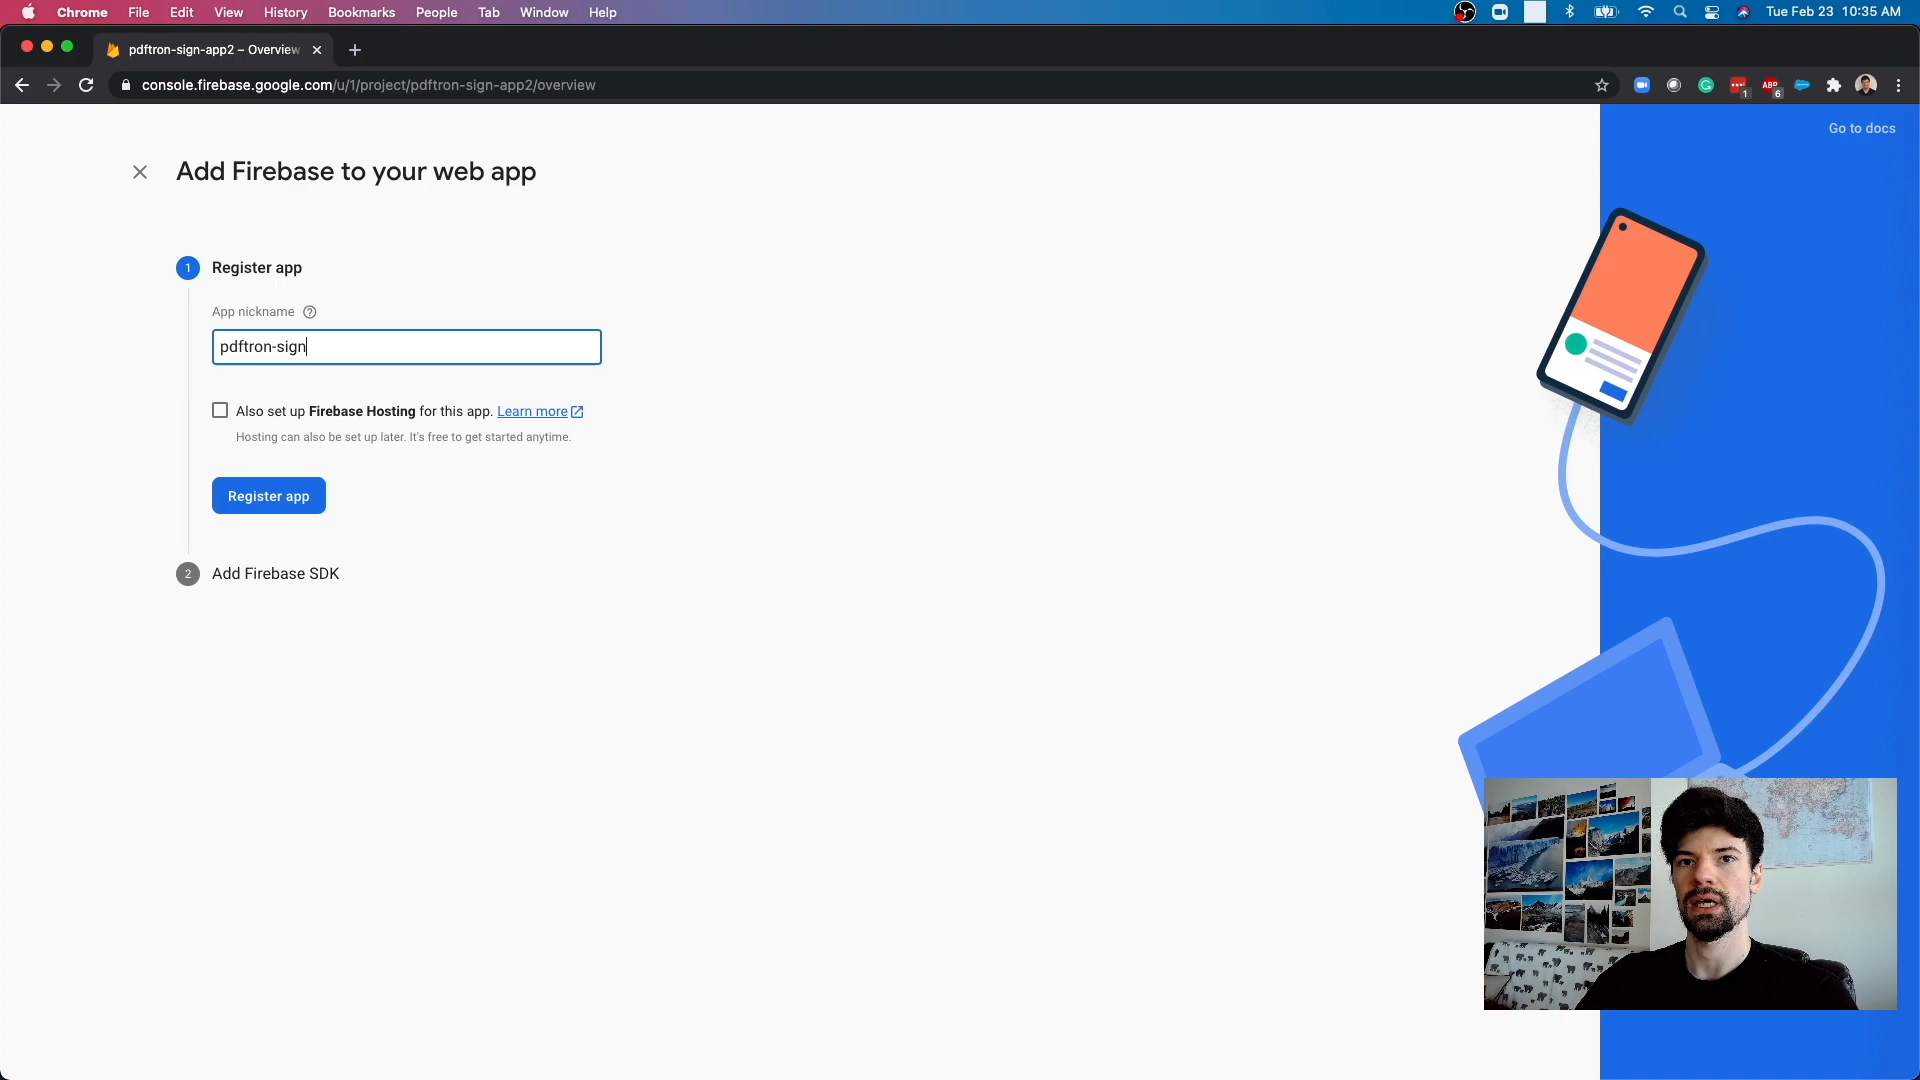 Chrome File Edit View History Bookmarks People Tab Window Help Tue Feb 23 10:35 AM
pdftron-sign-app2 – Overview
console.firebase.google.com/u/1/project/pdftron-sign-app2/overview
1
ABP
6
Go to docs
Add Firebase to your web app
1 Register app
App nickname
pdftron-sign
Also set up Firebase Hosting for this app. Learn more
Hosting can also be set up later. It's free to get started anytime.
Register app
2 Add Firebase SDK